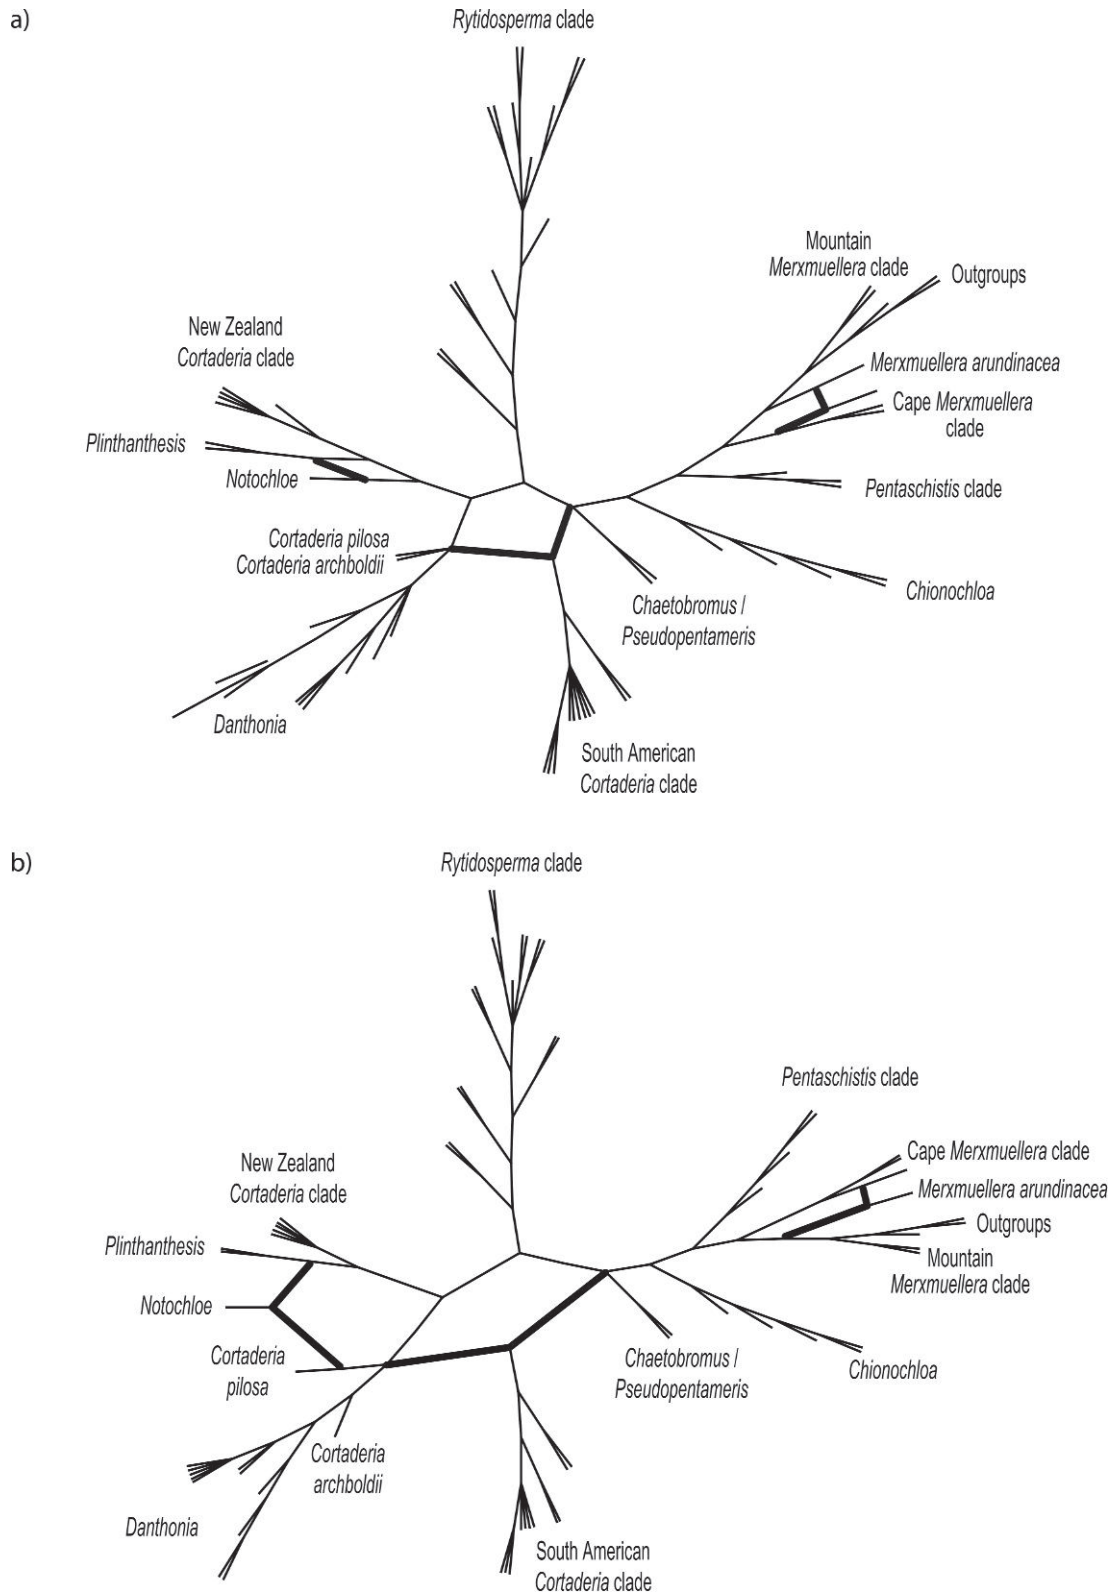 a)
Rytidosperma clade
Mountain
Merxmuellera clade
Outgroups
New Zealand
Cortaderia clade
Merxmuellera arundinacea
Cape Merxmuellera
clade
Plinthanthesis
Notochloe
Pentaschistis clade
Cortaderia pilosa
Cortaderia archboldii
Chionochloa
Chaetobromus /
Pseudopentameris
Danthonia
South American
Cortaderia clade
b)
Rytidosperma clade
Pentaschistis clade
Cape Merxmuellera clade
New Zealand
Cortaderia clade
Merxmuellera arundinacea
Outgroups
Plinthanthesis
Mountain
Merxmuellera clade
Notochloe
Cortaderia
pilosa
Chaetobromus /
Pseudopentameris
Chionochloa
Cortaderia
archboldii
Danthonia
South American
Cortaderia clade